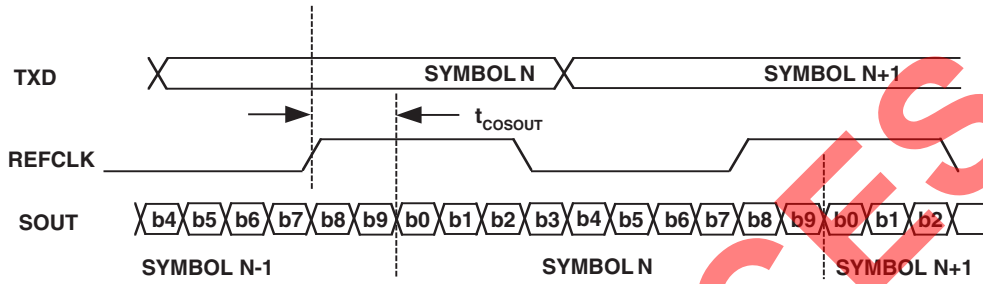 TXD SYMBOL N SYMBOL N+1
t_COSOUT
REFCLK
SOUT b4 b5 b6 b7 b8 b9 b0 b1 b2 b3 b4 b5 b6 b7 b8 b9 b0 b1 b2
SYMBOL N-1 SYMBOL N SYMBOL N+1
CES